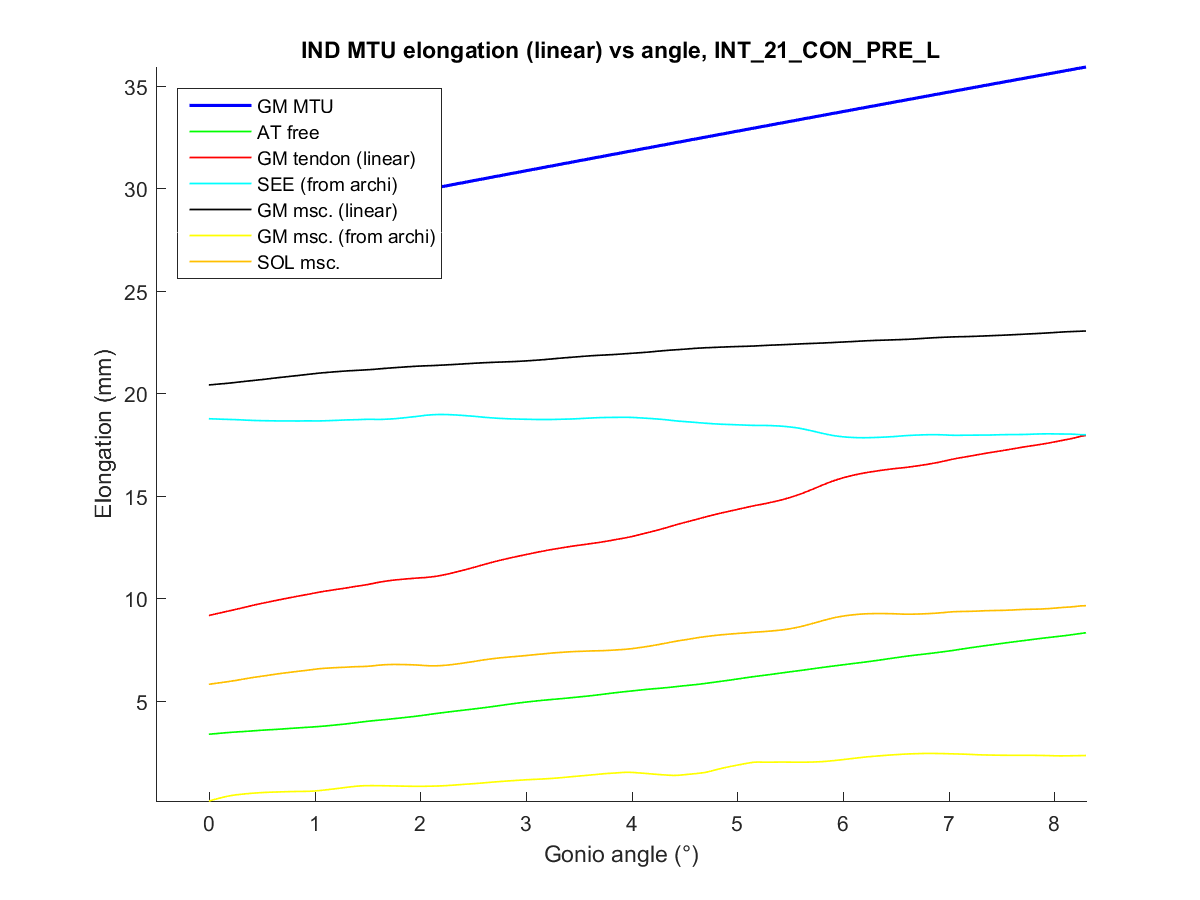 IND MTU elongation (linear) vs angle, INT_21_CON_PRE_L
GM MTU
AT free
GM tendon (linear)
SEE (from archi)
GM msc. (linear)
GM msc. (from archi)
SOL msc.
Elongation (mm)
35
30
25
20
15
10
5
0 1 2 3 4 5 6 7 8
Gonio angle (°)